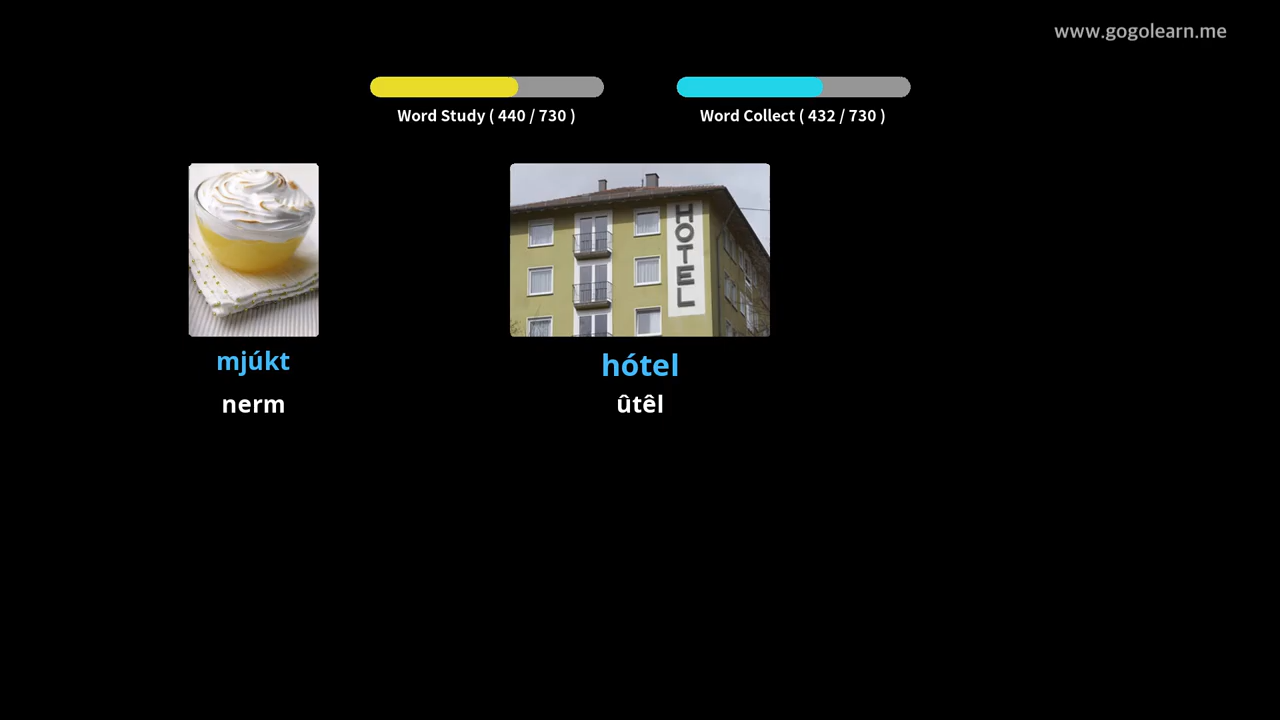 www.gogolearn.me
Word Study ( 440 / 730 )
Word Collect ( 432 / 730 )
HOTEL
mjúkt
hótel
nerm
ûtêl